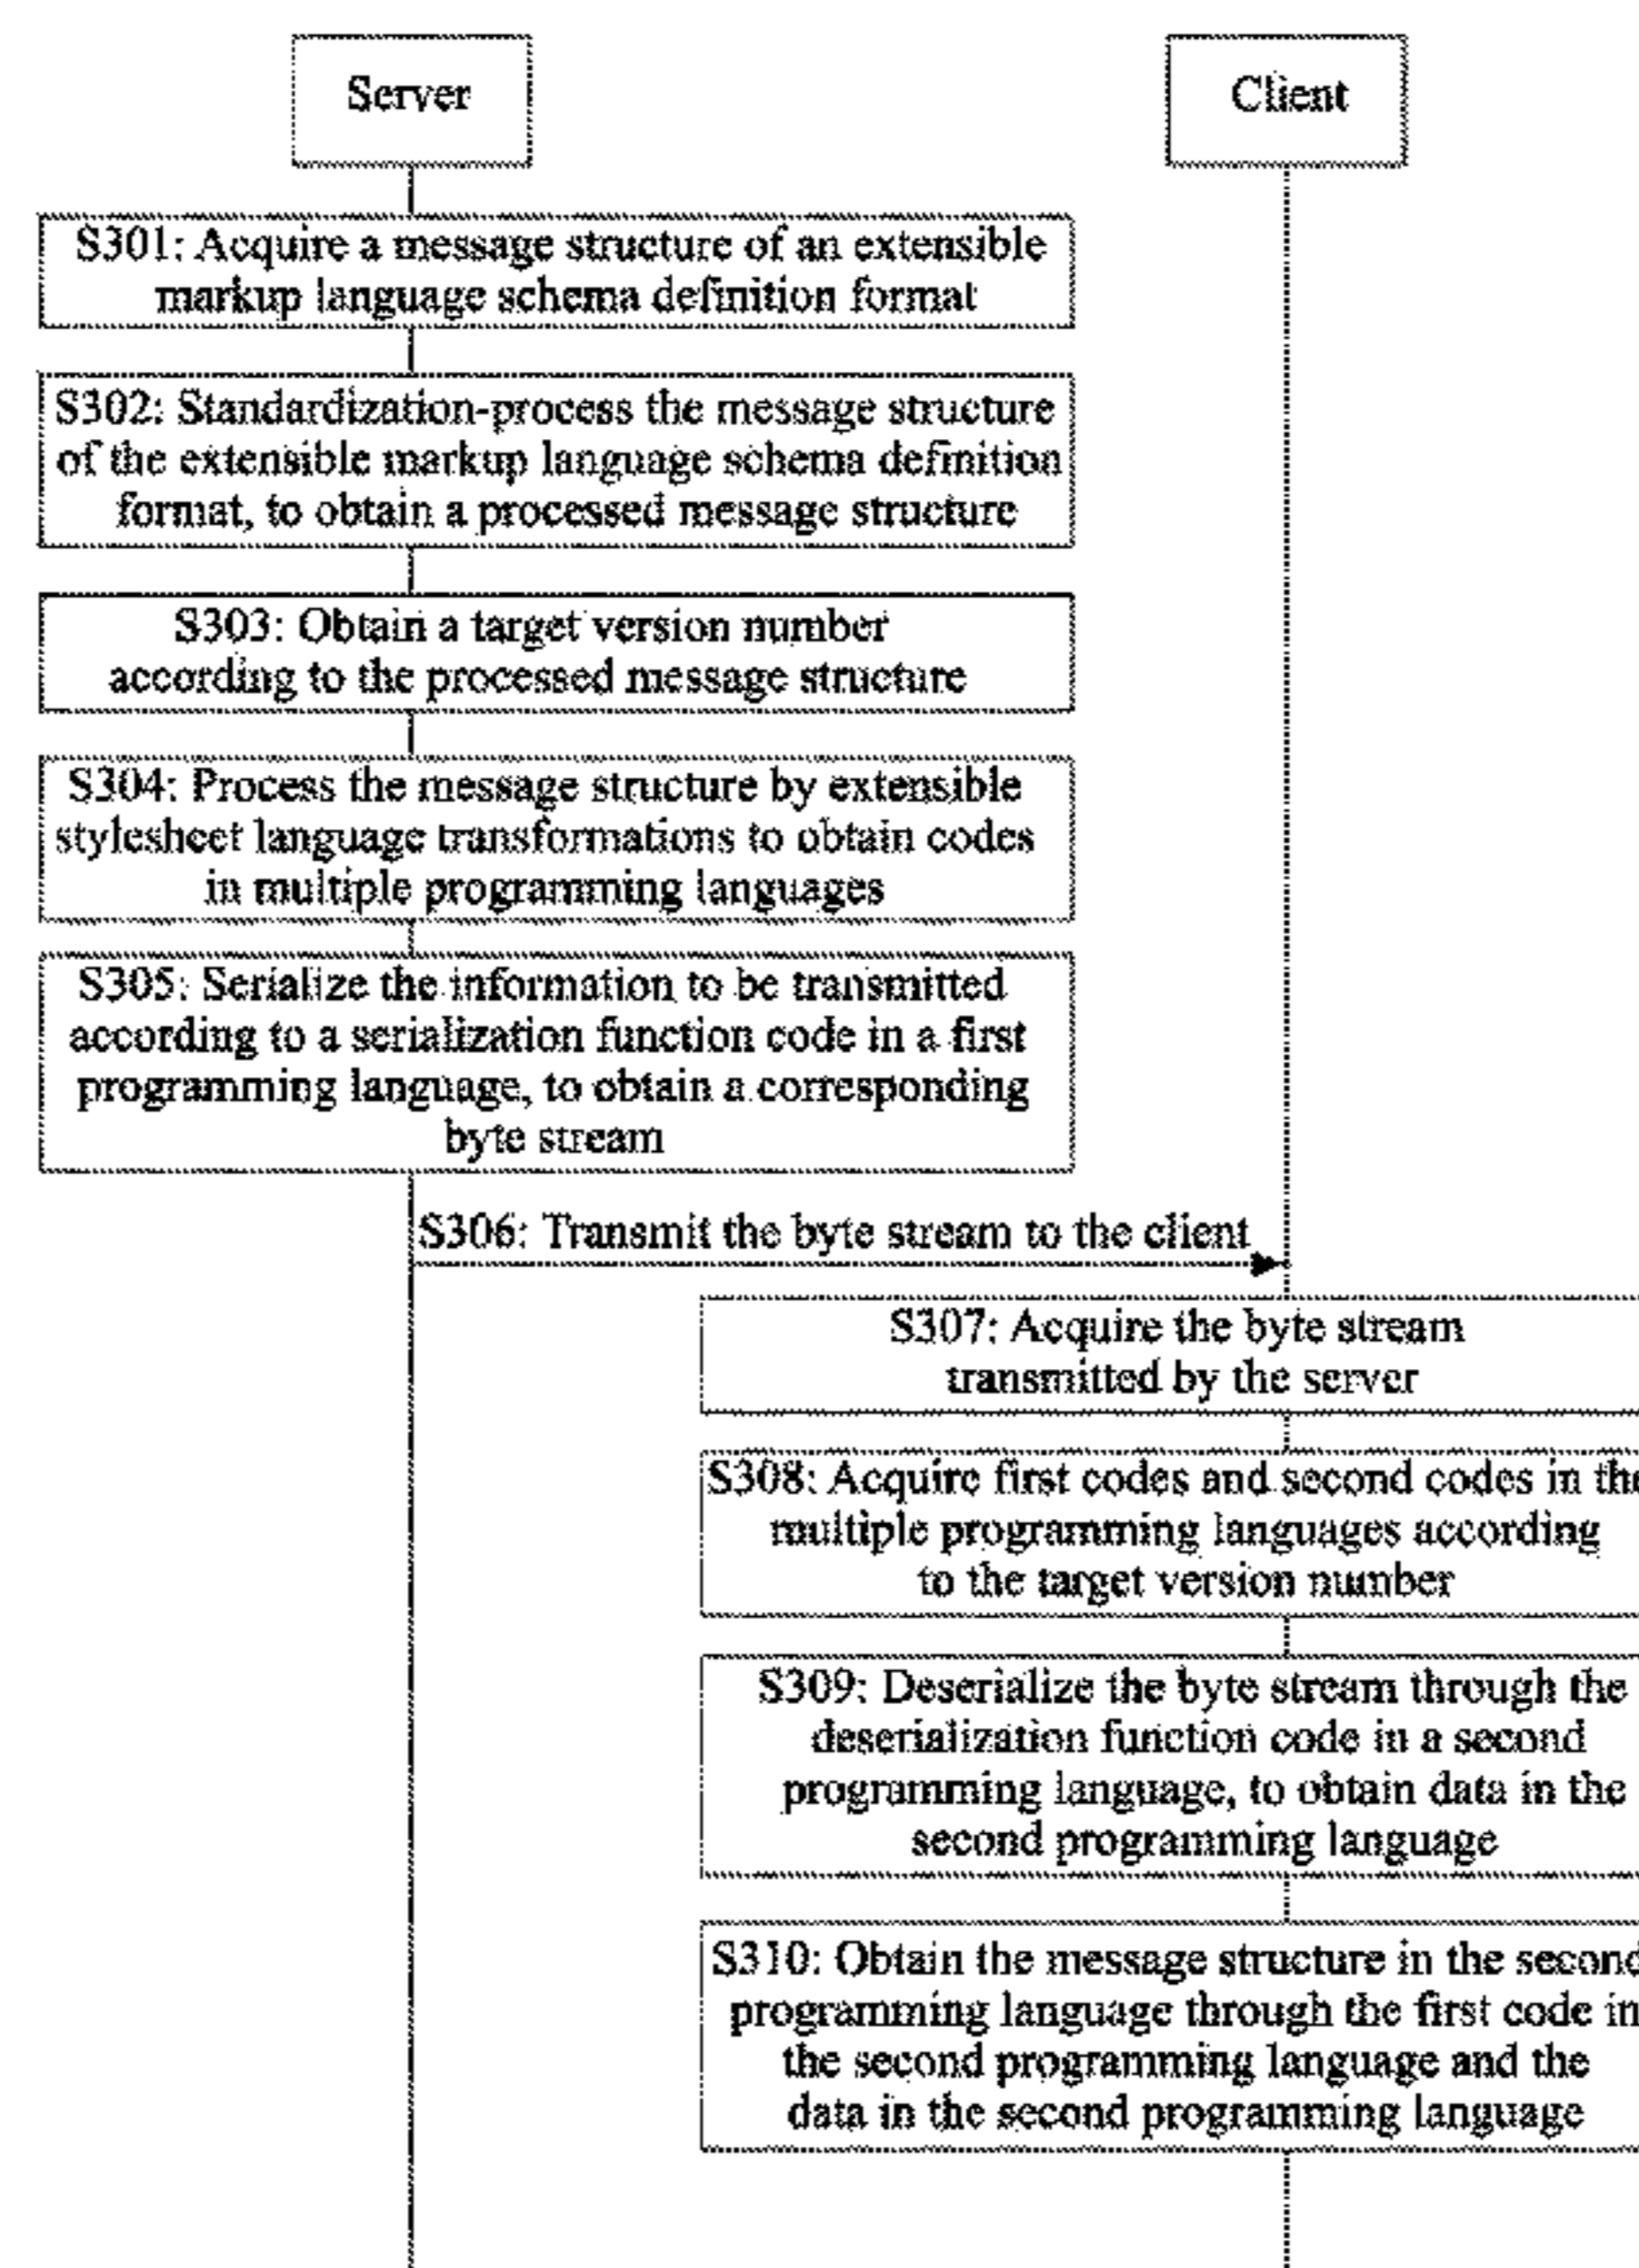 Server
Client
S301: Acquire a message structure of an extensible
markup language schema definition format
S302: Standardization-process the message structure
of the extensible markup language schema definition
format, to obtain a processed message structure
S303: Obtain a target version number
according to the processed message structure
S304: Process the message structure by extensible
stylesheet language transformations to obtain codes
in multiple programming languages
S305: Serialize the information to be transmitted
according to a serialization function code in a first
programming language, to obtain a corresponding
byte stream
S306: Transmit the byte stream to the client
S307: Acquire the byte stream
transmitted by the server
S308: Acquire first codes and second codes in the
multiple programming languages according
to the target version number
S309: Deserialize the byte stream through the
deserialization function code in a second
programming language, to obtain data in the
second programming language
S310: Obtain the message structure in the second
programming language through the first code in
the second programming language and the
data in the second programming language